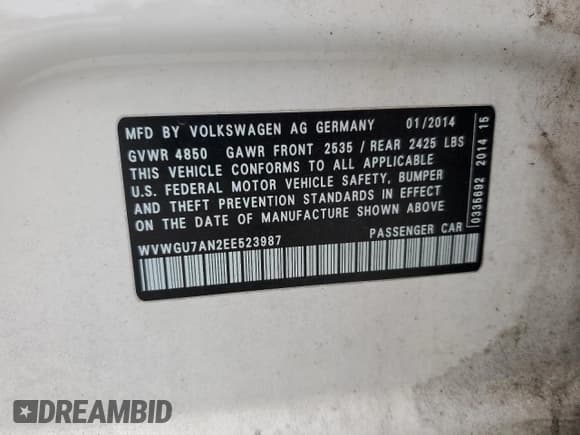 MFD BY VOLKSWAGEN AG GERMANY 01/2014
GVWR 4850 GAWR FRONT 2535 / REAR 2425 LBS
THIS VEHICLE CONFORMS TO ALL APPLICABLE
U.S. FEDERAL MOTOR VEHICLE SAFETY, BUMPER
AND THEFT PREVENTION STANDARDS IN EFFECT
ON THE DATE OF MANUFACTURE SHOWN ABOVE
WVWGU7AN2EE523987 PASSENGER CAR
0335692 2014 15
DREAMBID